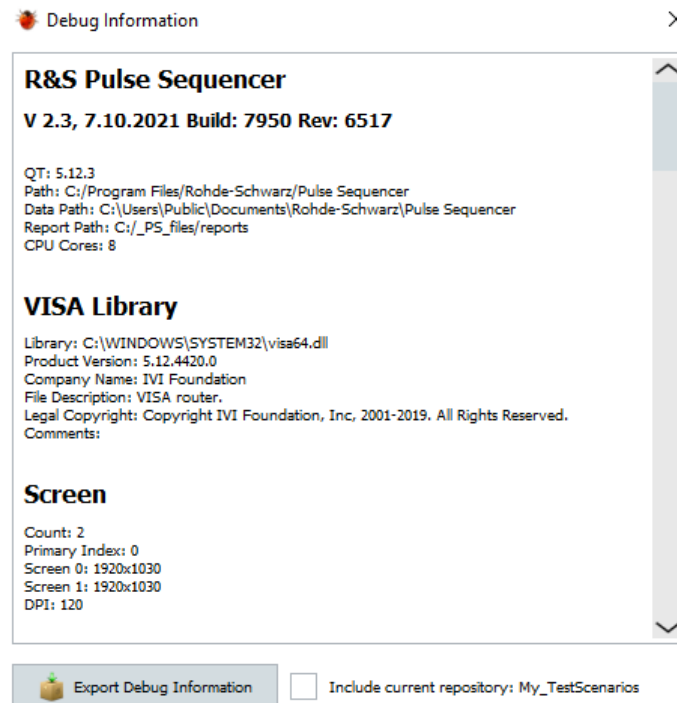 Debug Information
R&S Pulse Sequencer
V 2.3, 7.10.2021 Build: 7950 Rev: 6517
QT: 5.12.3
Path: C:/Program Files/Rohde-Schwarz/Pulse Sequencer
Data Path: C:\Users\Public\Documents\Rohde-Schwarz\Pulse Sequencer
Report Path: C:/_PS_files/reports
CPU Cores: 8
VISA Library
Library: C:\WINDOWS\SYSTEM32\visa64.dll
Product Version: 5.12.4420.0
Company Name: IVI Foundation
File Description: VISA router.
Legal Copyright: Copyright IVI Foundation, Inc, 2001-2019. All Rights Reserved.
Comments:
Screen
Count: 2
Primary Index: 0
Screen 0: 1920x1030
Screen 1: 1920x1030
DPI: 120
Export Debug Information Include current repository: My_TestScenarios